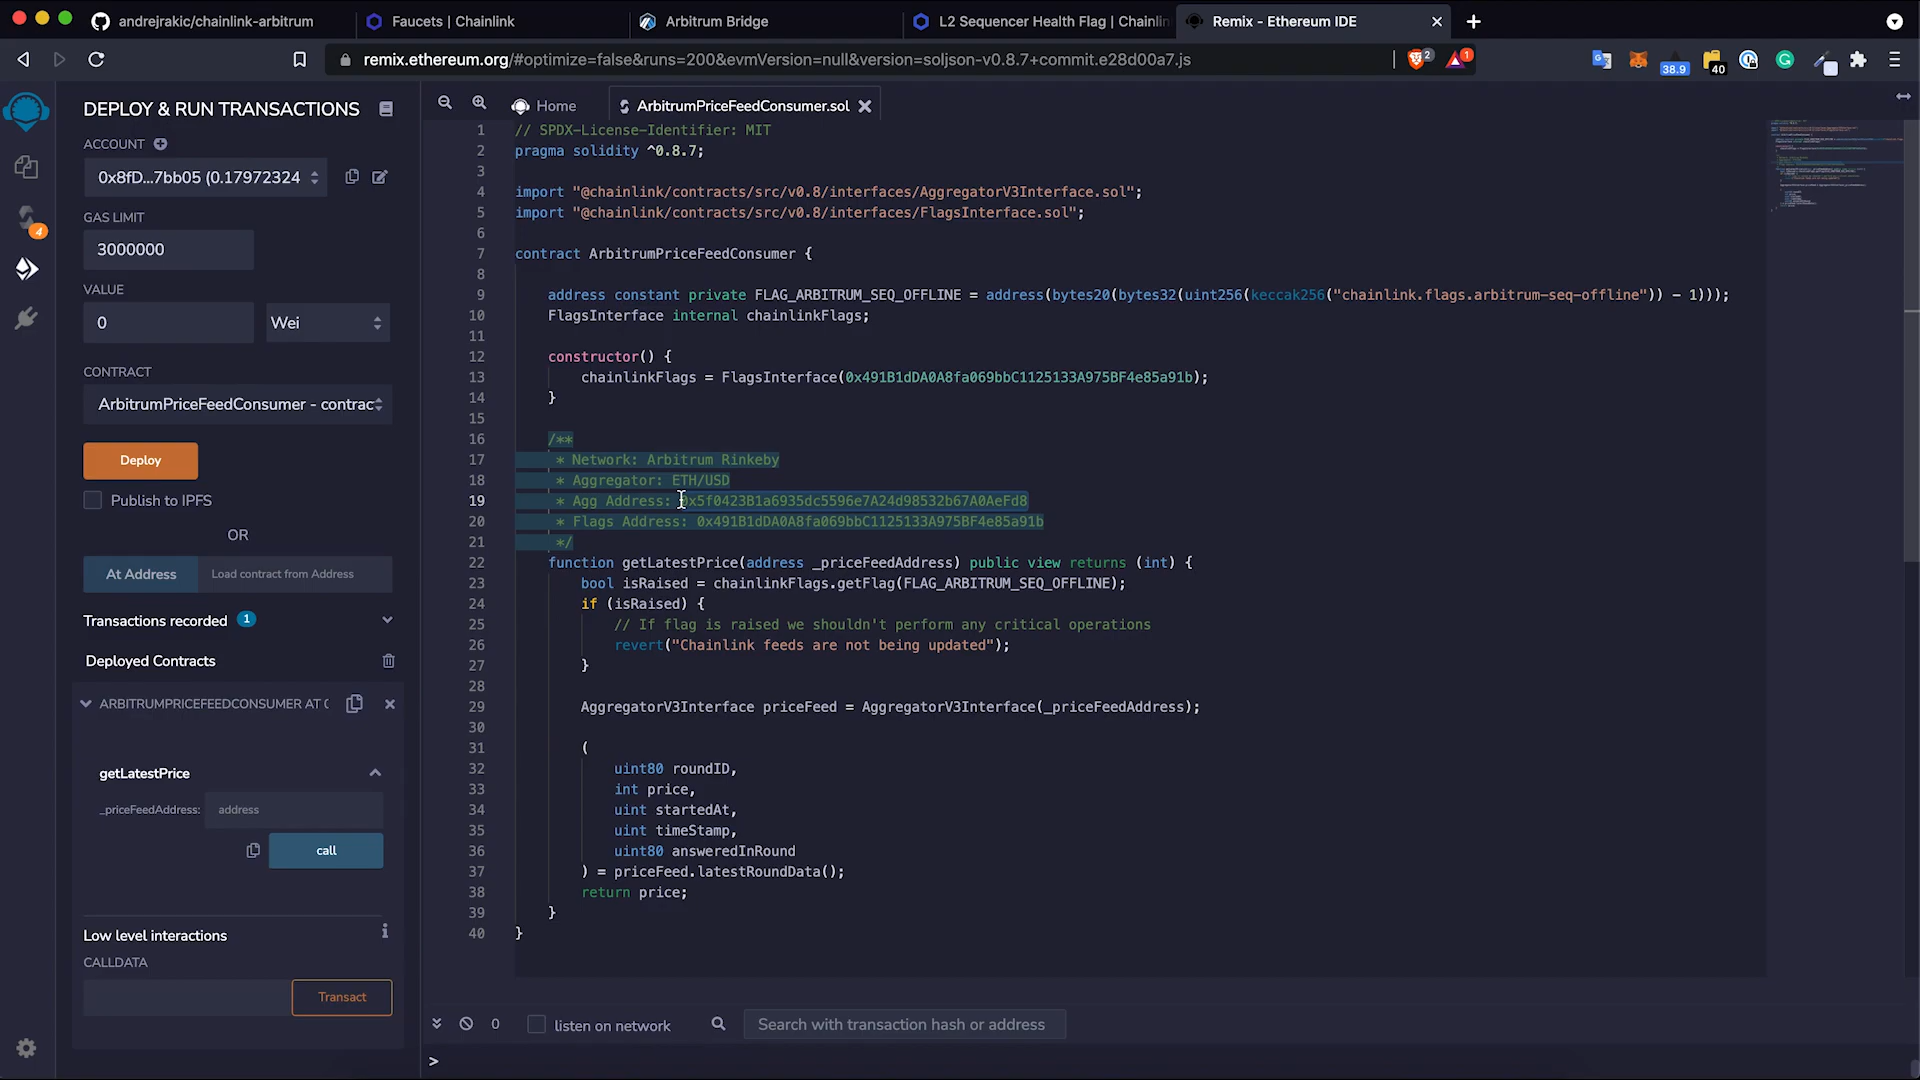 andrejrakic/chainlink-arbitrum
Faucets | Chainlink
Arbitrum Bridge
L2 Sequencer Health Flag | Chainlin
Remix - Ethereum IDE
remix.ethereum.org/#optimize=false&runs=200&evmVersion=null&version=soljson-v0.8.7+commit.e28d00a7.js
2
1
38.9
40
DEPLOY & RUN TRANSACTIONS
ACCOUNT
0x8fD...7bb05 (0.17972324
GAS LIMIT
3000000
VALUE
0
Wei
CONTRACT
ArbitrumPriceFeedConsumer - contrac
Deploy
Publish to IPFS
OR
At Address
Load contract from Address
Transactions recorded 1
Deployed Contracts
ARBITRUMPRICEFEEDCONSUMER AT
getLatestPrice
_priceFeedAddress:
address
call
Low level interactions
i
CALLDATA
Transact
4
Home
ArbitrumPriceFeedConsumer.sol
1 // SPDX-License-Identifier: MIT
2 pragma solidity ^0.8.7;
3
4 import "@chainlink/contracts/src/v0.8/interfaces/AggregatorV3Interface.sol";
5 import "@chainlink/contracts/src/v0.8/interfaces/FlagsInterface.sol";
6
7 contract ArbitrumPriceFeedConsumer {
8
9 address constant private FLAG_ARBITRUM_SEQ_OFFLINE = address(bytes20(bytes32(uint256(keccak256("chainlink.flags.arbitrum-seq-offline")) - 1)));
10 FlagsInterface internal chainlinkFlags;
11
12 constructor() {
13 chainlinkFlags = FlagsInterface(0x491B1dDA0A8fa069bbC1125133A975BF4e85a91b);
14 }
15
16 /**
17 * Network: Arbitrum Rinkeby
18 * Aggregator: ETH/USD
19 * Agg Address: 0x5f0423B1a6935dc5596e7A24d98532b67A0AeFd8
20 * Flags Address: 0x491B1dDA0A8fa069bbC1125133A975BF4e85a91b
21 */
22 function getLatestPrice(address _priceFeedAddress) public view returns (int) {
23 bool isRaised = chainlinkFlags.getFlag(FLAG_ARBITRUM_SEQ_OFFLINE);
24 if (isRaised) {
25 // If flag is raised we shouldn't perform any critical operations
26 revert("Chainlink feeds are not being updated");
27 }
28
29 AggregatorV3Interface priceFeed = AggregatorV3Interface(_priceFeedAddress);
30
31 (
32 uint80 roundID,
33 int price,
34 uint startedAt,
35 uint timeStamp,
36 uint80 answeredInRound
37 ) = priceFeed.latestRoundData();
38 return price;
39 }
40 }
0
listen on network
Search with transaction hash or address
>